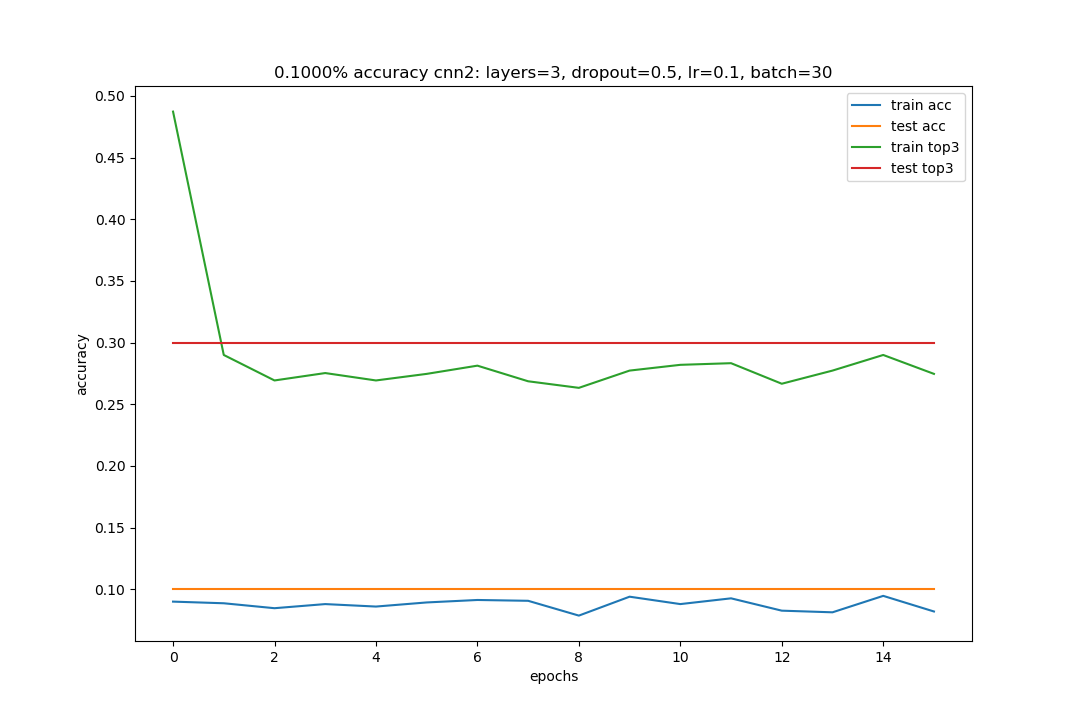 0.1000% accuracy cnn2: layers=3, dropout=0.5, lr=0.1, batch=30
train acc
test acc
train top3
test top3
0.50
0.45
0.40
0.35
0.30
0.25
0.20
0.15
0.10
accuracy
0 2 4 6 8 10 12 14
epochs